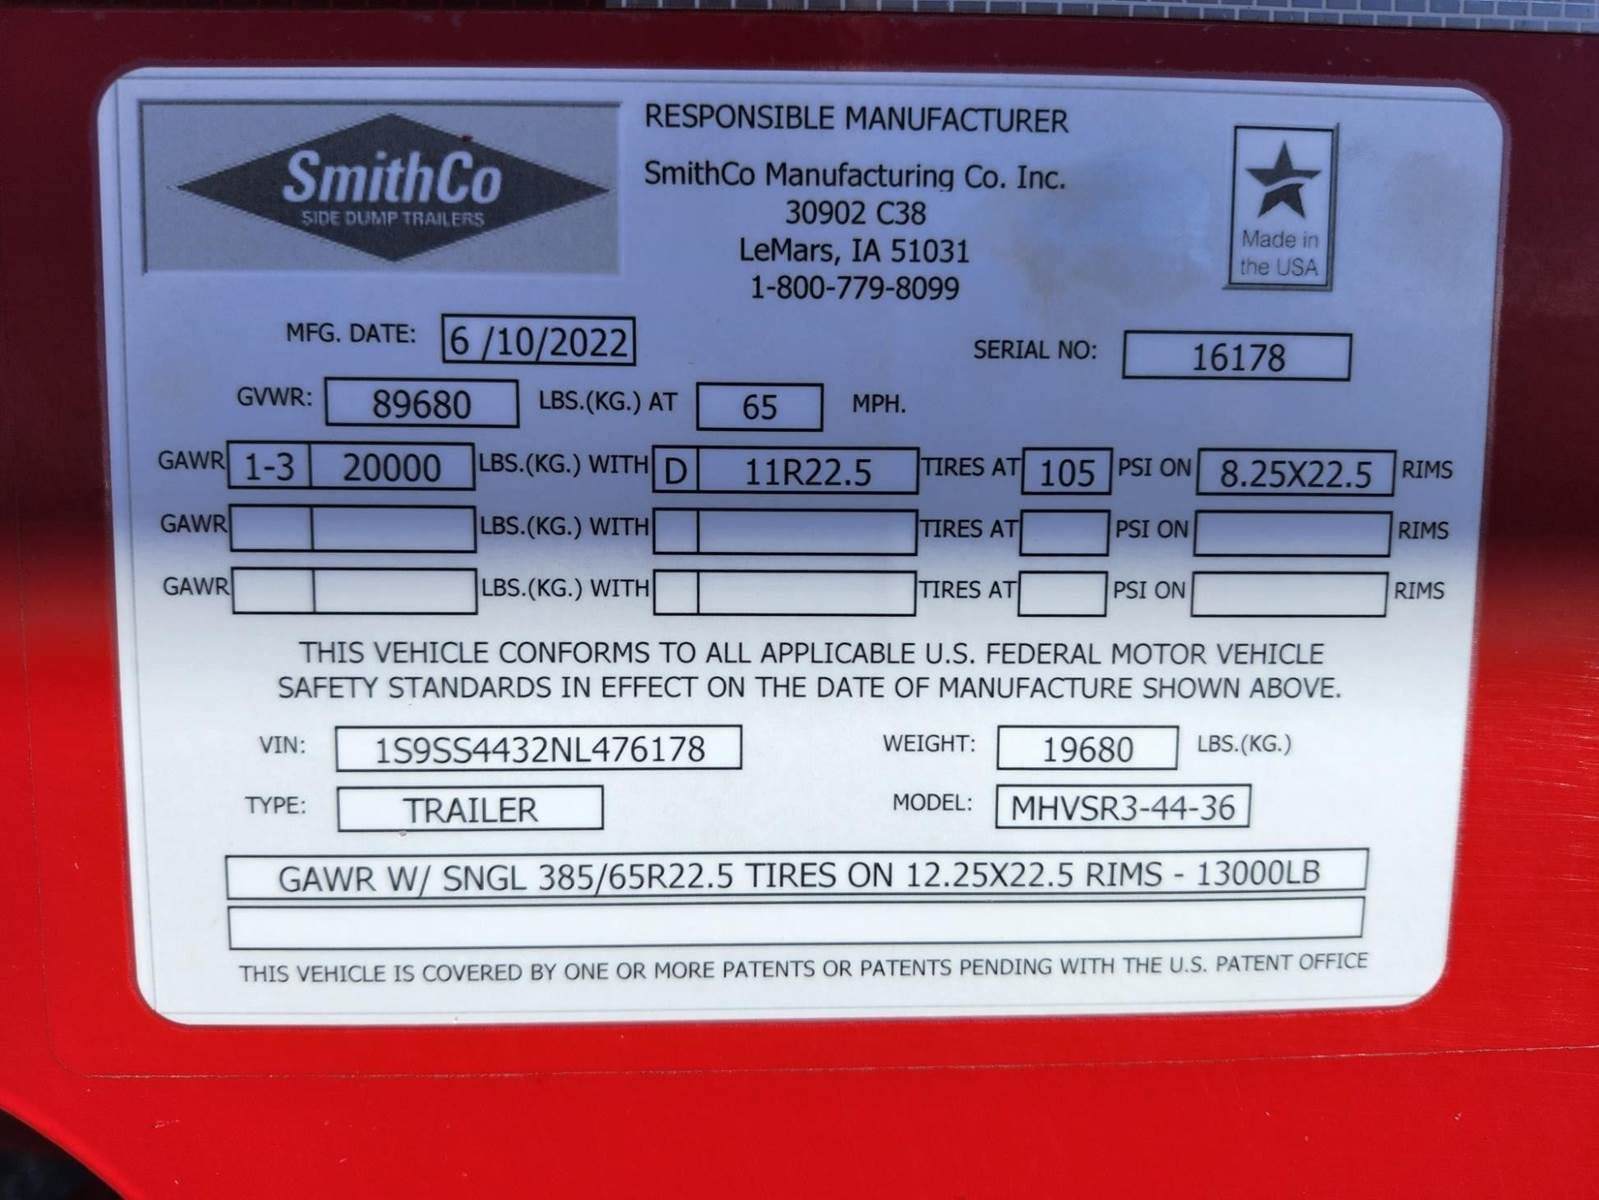 SmithCo
SIDE DUMP TRAILERS
RESPONSIBLE MANUFACTURER
SmithCo Manufacturing Co. Inc.
30902 C38
LeMars, IA 51031
1-800-779-8099
Made in
the USA
MFG. DATE: 6 /10/2022 SERIAL NO: 16178
GVWR: 89680 LBS.(KG.) AT 65 MPH.
GAWR 1-3 20000 LBS.(KG.) WITH D 11R22.5 TIRES AT 105 PSI ON 8.25X22.5 RIMS
GAWR LBS.(KG.) WITH TIRES AT PSI ON RIMS
GAWR LBS.(KG.) WITH TIRES AT PSI ON RIMS
THIS VEHICLE CONFORMS TO ALL APPLICABLE U.S. FEDERAL MOTOR VEHICLE
SAFETY STANDARDS IN EFFECT ON THE DATE OF MANUFACTURE SHOWN ABOVE.
VIN: 1S9SS4432NL476178 WEIGHT: 19680 LBS.(KG.)
TYPE: TRAILER MODEL: MHVSR3-44-36
GAWR W/ SNGL 385/65R22.5 TIRES ON 12.25X22.5 RIMS - 13000LB
THIS VEHICLE IS COVERED BY ONE OR MORE PATENTS OR PATENTS PENDING WITH THE U.S. PATENT OFFICE